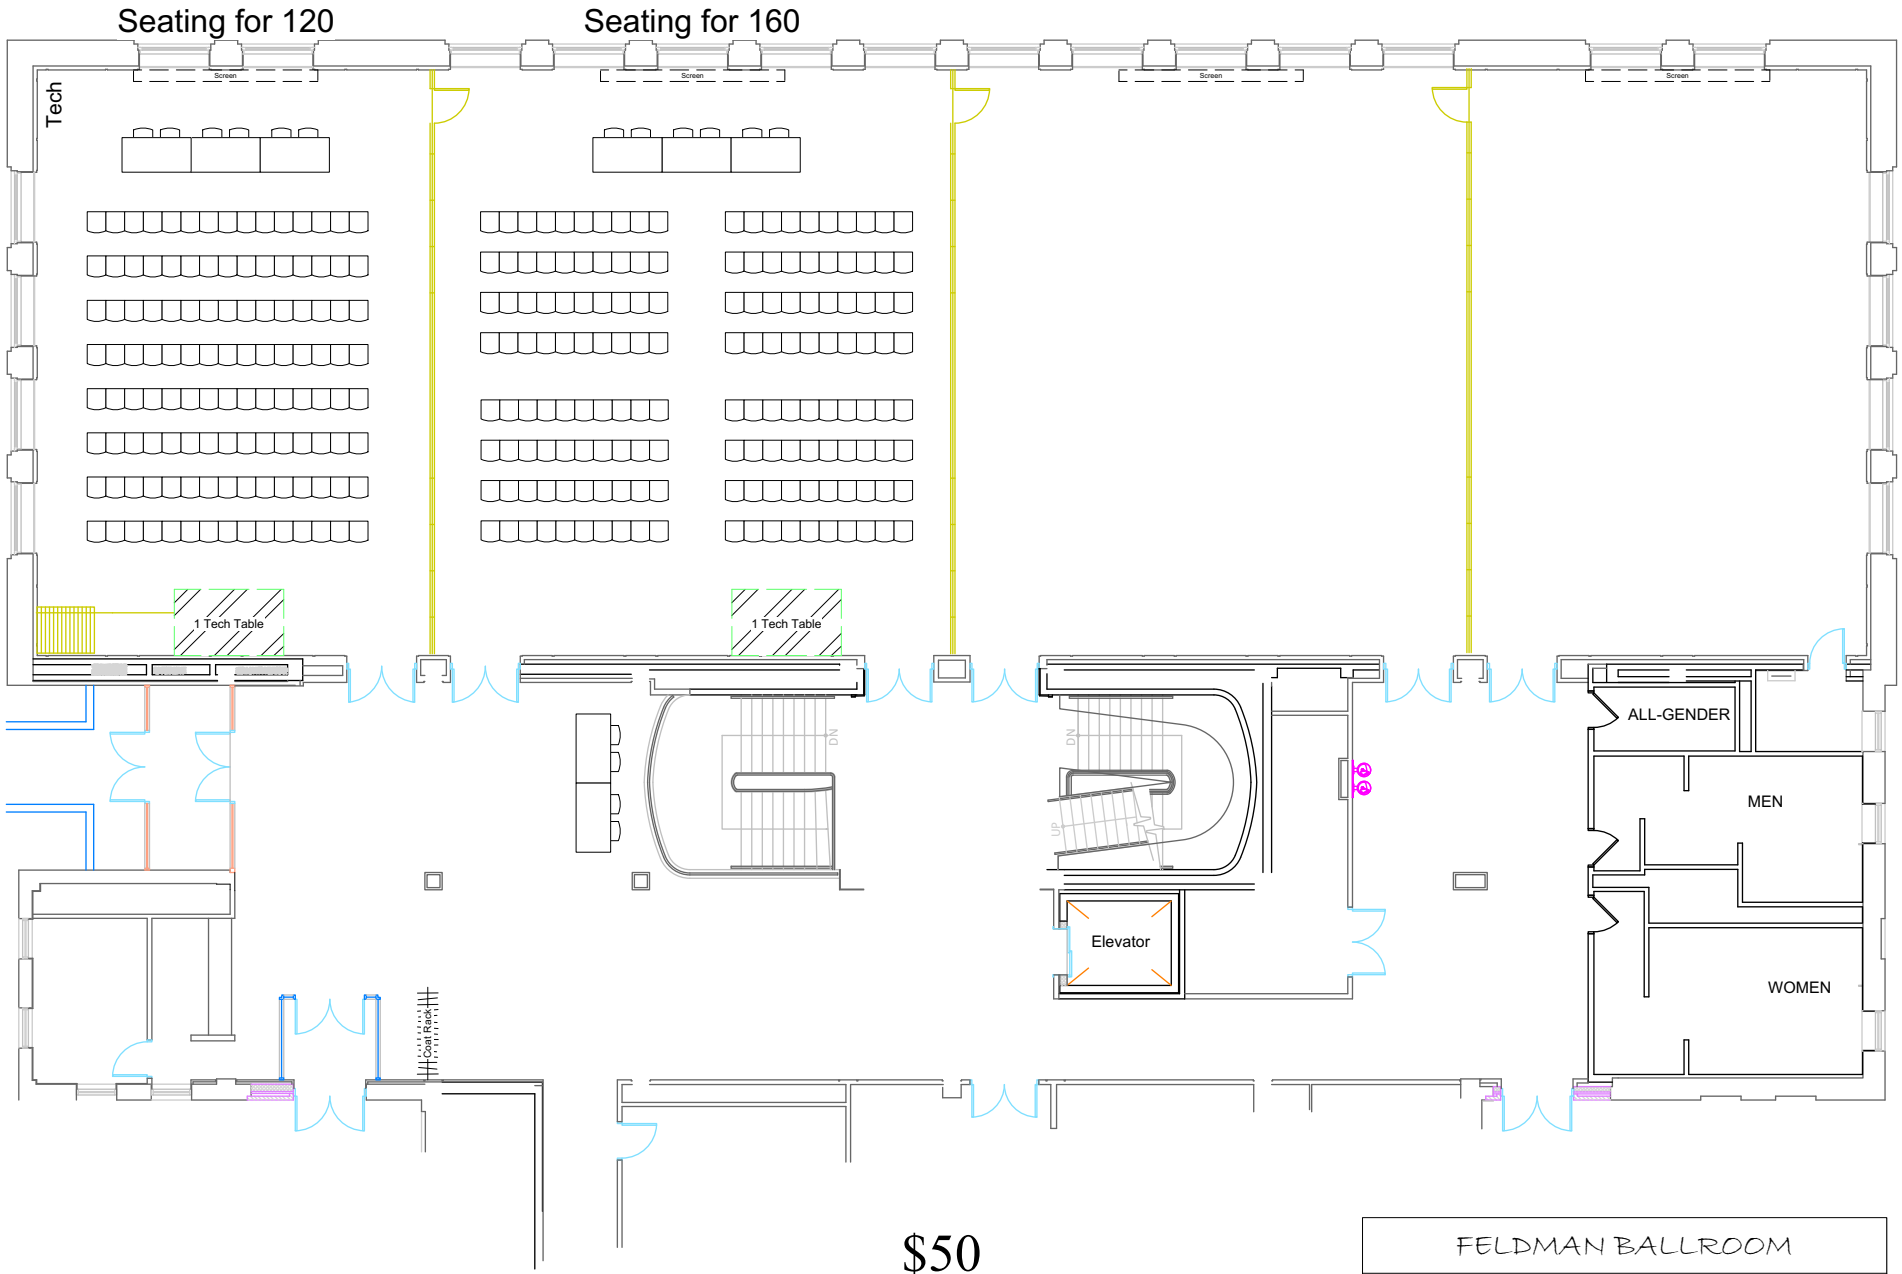 Seating for 120
Seating for 160
Screen
Screen
Screen
Screen
Tech
1 Tech Table
1 Tech Table
DN
DN
UP
ALL-GENDER
MEN
Elevator
WOMEN
Coat Rack
$50
FELDMAN BALLROOM